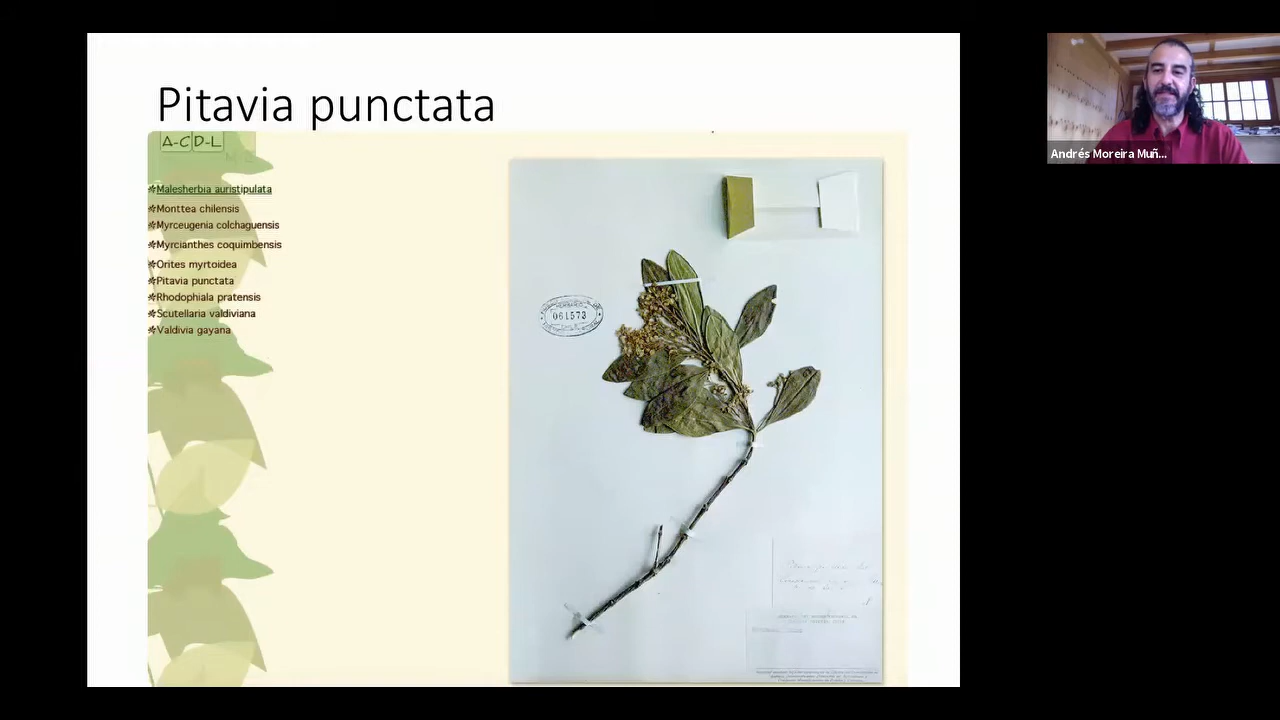 Pitavia punctata
A-C D-L
Malesherbia auristipulata
Monttea chilensis
Myrceugenia colchaguensis
Myrcianthes coquimbensis
Orites myrtoidea
Pitavia punctata
Rhodophiala pratensis
Scutellaria valdiviana
Valdivia gayana
061573
Andrés Moreira Muñ...